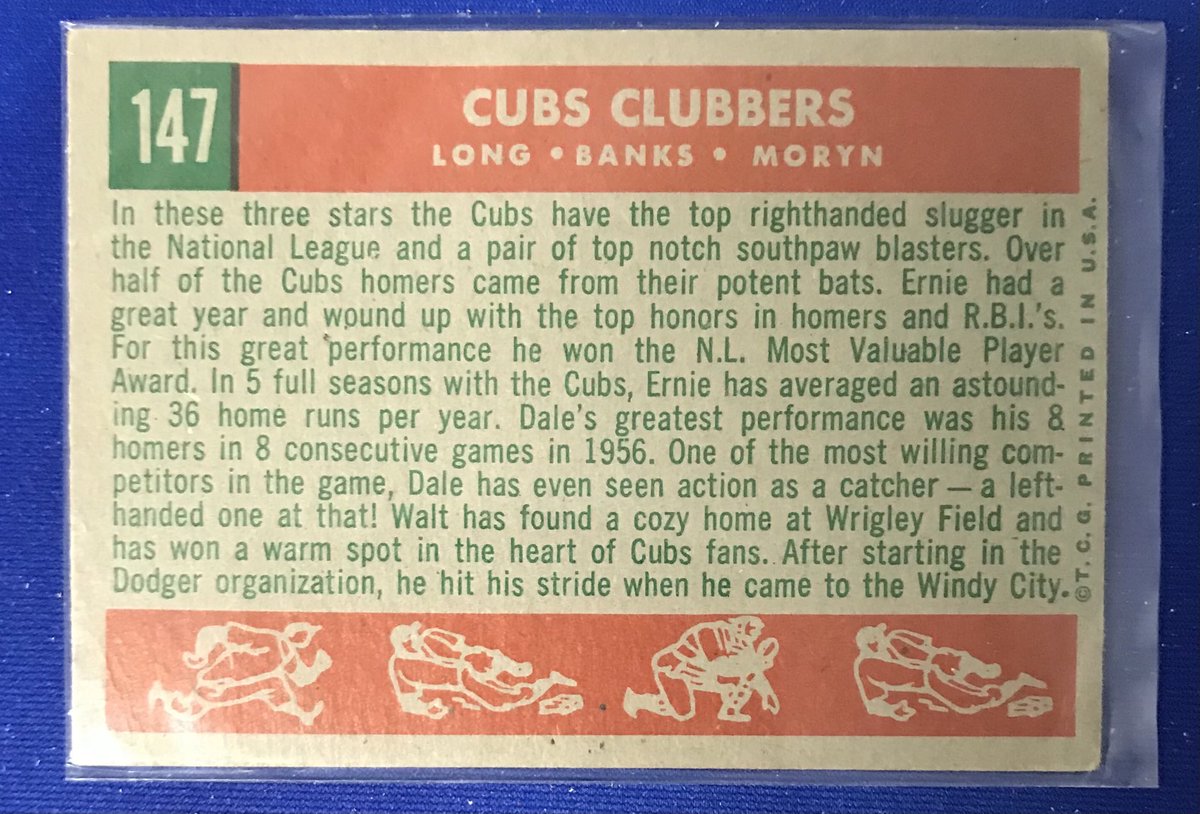 147
CUBS CLUBBERS
LONG • BANKS • MORYN
In these three stars the Cubs have the top righthanded slugger in
the National League and a pair of top notch southpaw blasters. Over
half of the Cubs homers came from their potent bats. Ernie had a
great year and wound up with the top honors in homers and R.B.I.'s.
For this great performance he won the N.L. Most Valuable Player
Award. In 5 full seasons with the Cubs, Ernie has averaged an astound-
ing 36 home runs per year. Dale's greatest performance was his 8
homers in 8 consecutive games in 1956. One of the most willing com-
petitors in the game, Dale has even seen action as a catcher — a left-
handed one at that! Walt has found a cozy home at Wrigley Field and
has won a warm spot in the heart of Cubs fans. After starting in the
Dodger organization, he hit his stride when he came to the Windy City.
©T. C. G. PRINTED IN U.S.A.